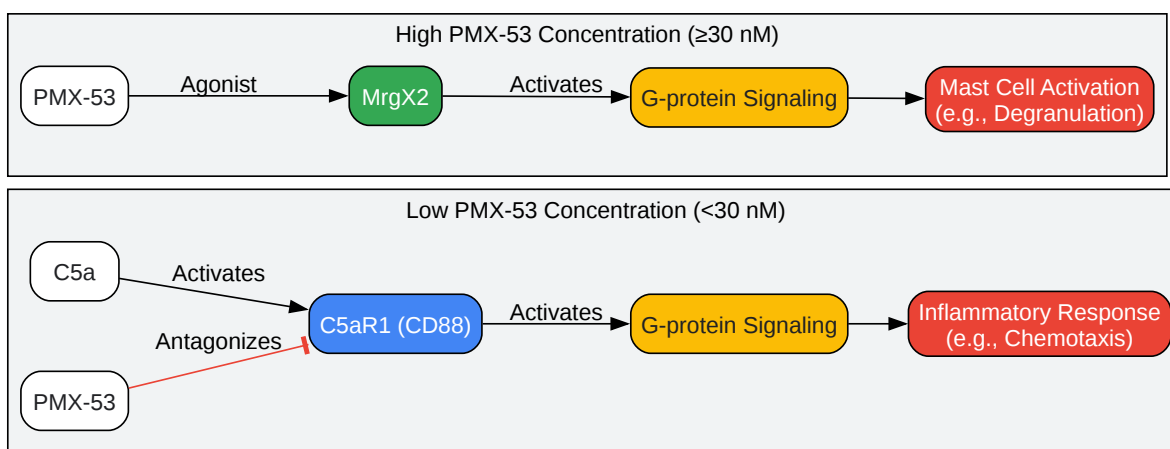 High PMX-53 Concentration (≥30 nM)
PMX-53
Agonist
MrgX2
Activates
G-protein Signaling
Mast Cell Activation
(e.g., Degranulation)
Low PMX-53 Concentration (<30 nM)
C5a
Activates
PMX-53
Antagonizes
C5aR1 (CD88)
Activates
G-protein Signaling
Inflammatory Response
(e.g., Chemotaxis)